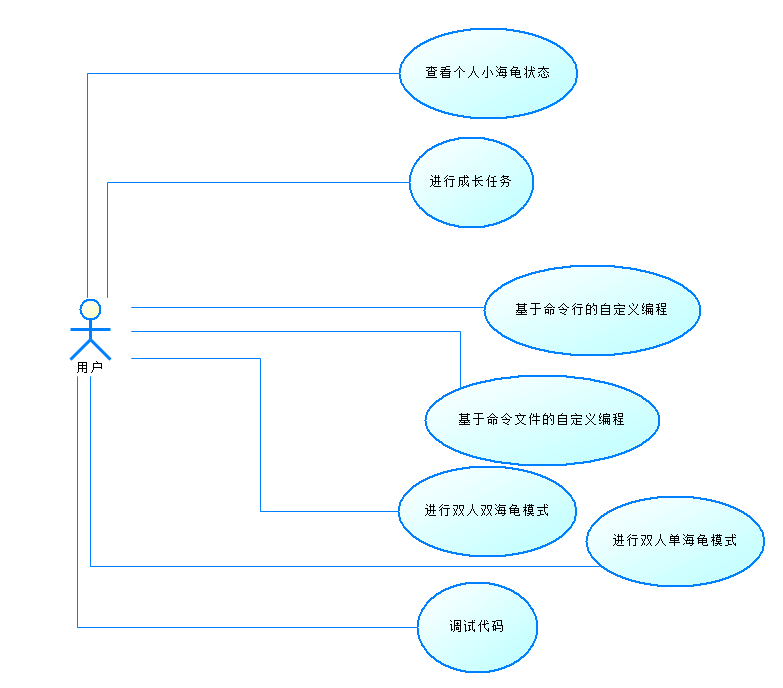 查看个人小海龟状态
进行成长任务
基于命令行的自定义编程
用户
基于命令文件的自定义编程
进行双人双海龟模式
进行双人单海龟模式
调试代码